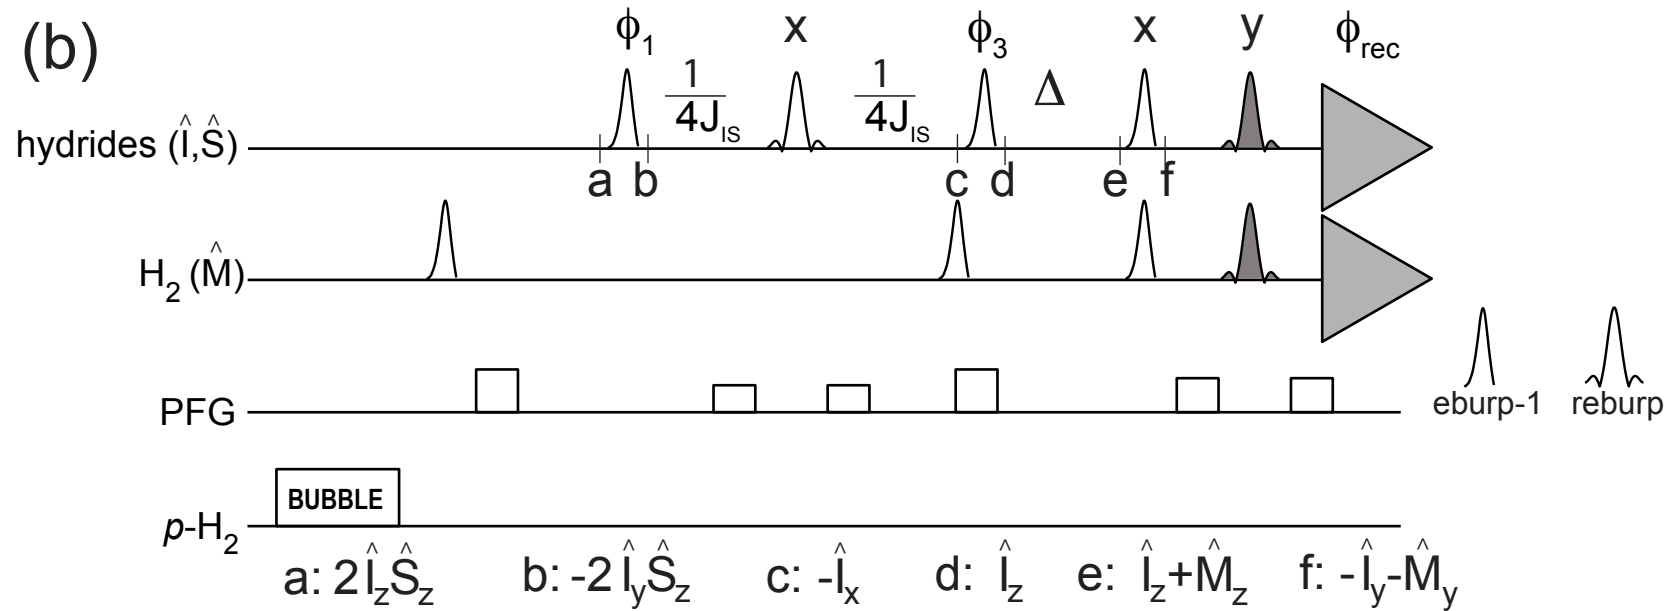 (b)
ϕ1 x ϕ3 x y ϕrec
1/4JIS 1/4JIS Δ
hydrides (Î,Ŝ)
a b c d e f
H2 (M̂)
PFG
eburp-1 reburp
BUBBLE
p-H2
a: 2ÎzŜz b: -2ÎyŜz c: -Îx d: Îz e: Îz+M̂z f: -Îy-M̂y